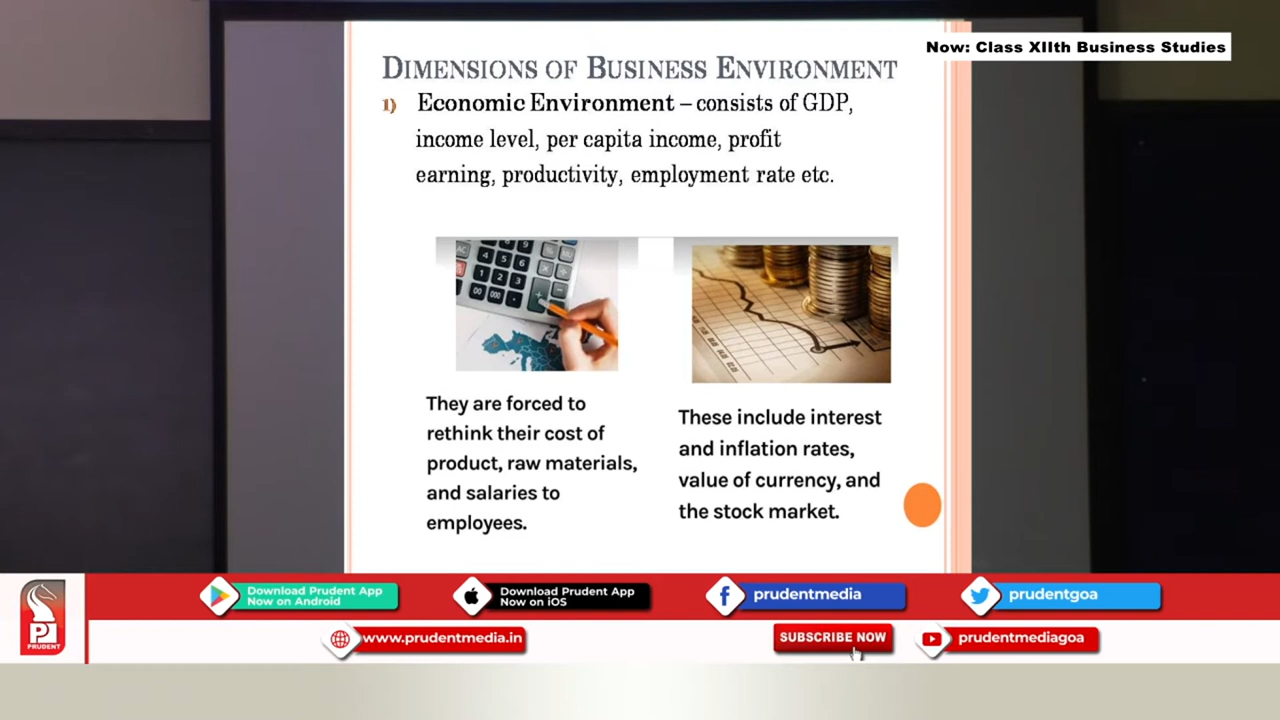 Now: Class XIIth Business Studies
DIMENSIONS OF BUSINESS ENVIRONMENT
1) Economic Environment – consists of GDP,
income level, per capita income, profit
earning, productivity, employment rate etc.
They are forced to
rethink their cost of
product, raw materials,
and salaries to
employees.
These include interest
and inflation rates,
value of currency, and
the stock market.
Download Prudent App
Now on Android
Download Prudent App
Now on iOS
prudentmedia
prudentgoa
PRUDENT
www.prudentmedia.in
SUBSCRIBE NOW
prudentmediagoa